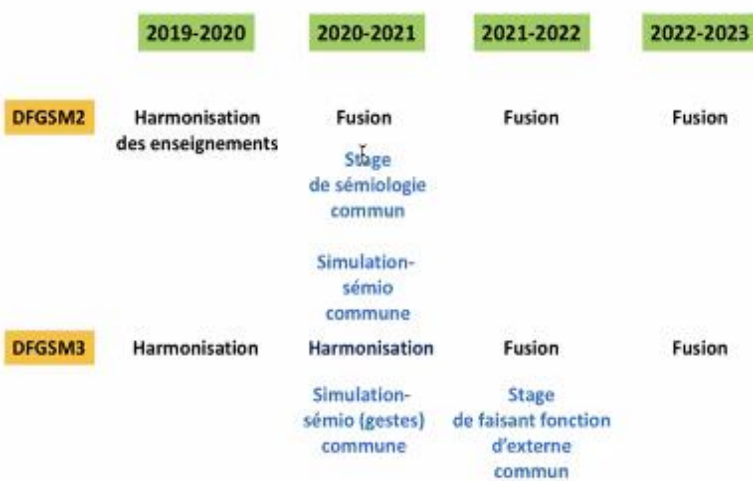 2019-2020 2020-2021 2021-2022 2022-2023
DFGSM2 Harmonisation Fusion Fusion Fusion
des enseignements
Stage
de sémiologie
commun
Simulation-
sémio
commune
DFGSM3 Harmonisation Harmonisation Fusion Fusion
Simulation- Stage
sémio (gestes) de faisant fonction
commune d'externe
commun